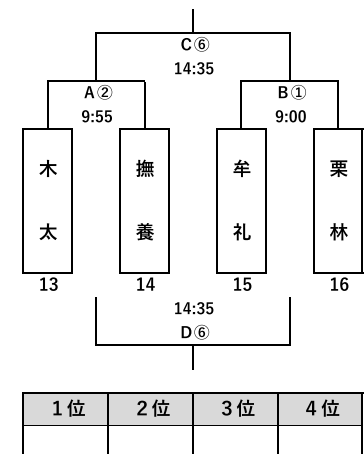 C⑥
14:35
A② B①
9:55 9:00
木太 撫養 牟礼 栗林
13 14 15 16
14:35
D⑥
1位 2位 3位 4位